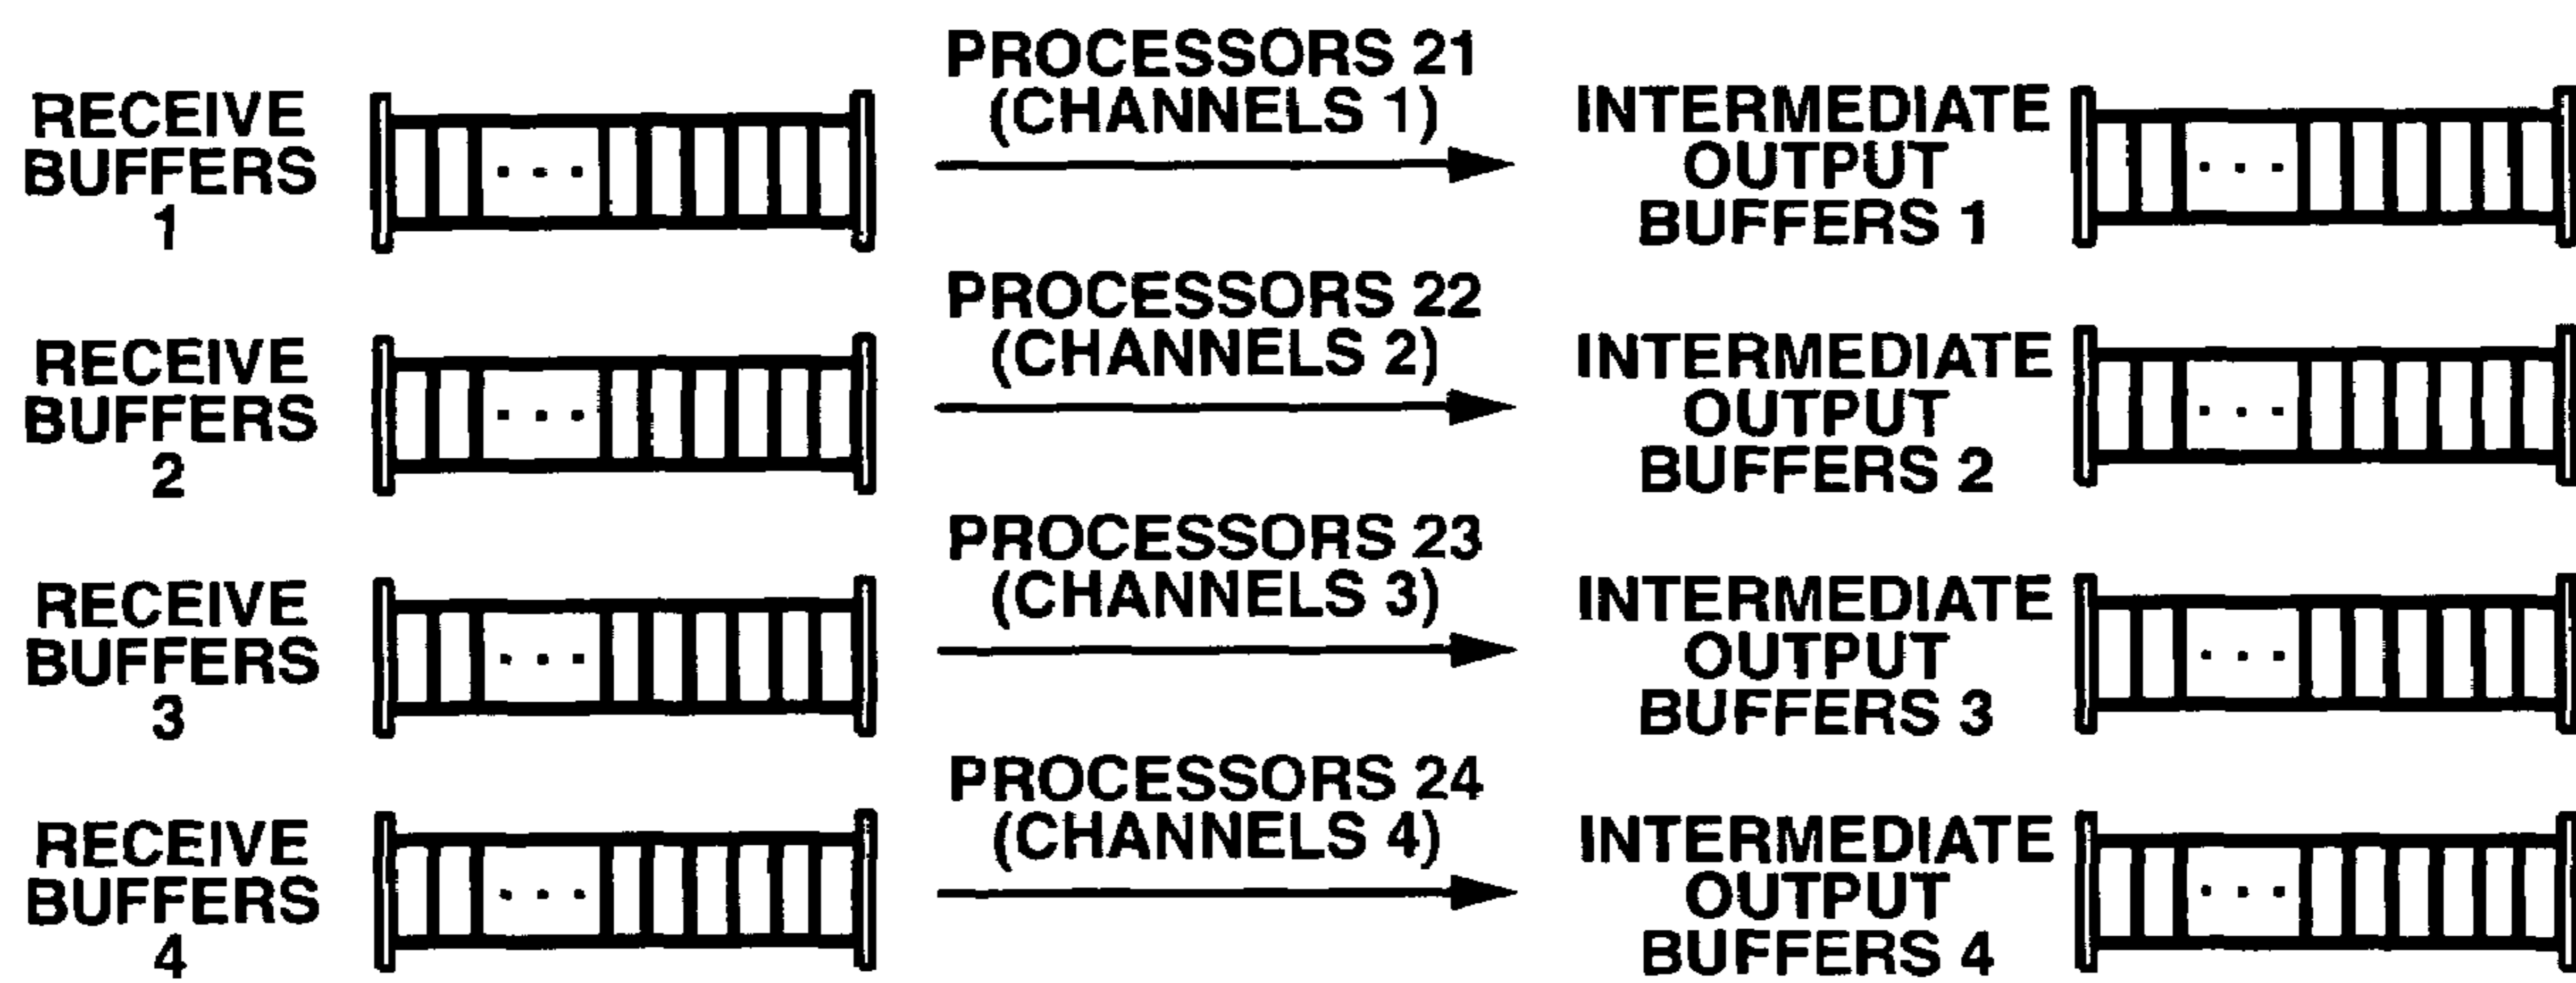 RECEIVE
BUFFERS
1
PROCESSORS 21
(CHANNELS 1)
INTERMEDIATE
OUTPUT
BUFFERS 1
RECEIVE
BUFFERS
2
PROCESSORS 22
(CHANNELS 2)
INTERMEDIATE
OUTPUT
BUFFERS 2
RECEIVE
BUFFERS
3
PROCESSORS 23
(CHANNELS 3)
INTERMEDIATE
OUTPUT
BUFFERS 3
RECEIVE
BUFFERS
4
PROCESSORS 24
(CHANNELS 4)
INTERMEDIATE
OUTPUT
BUFFERS 4